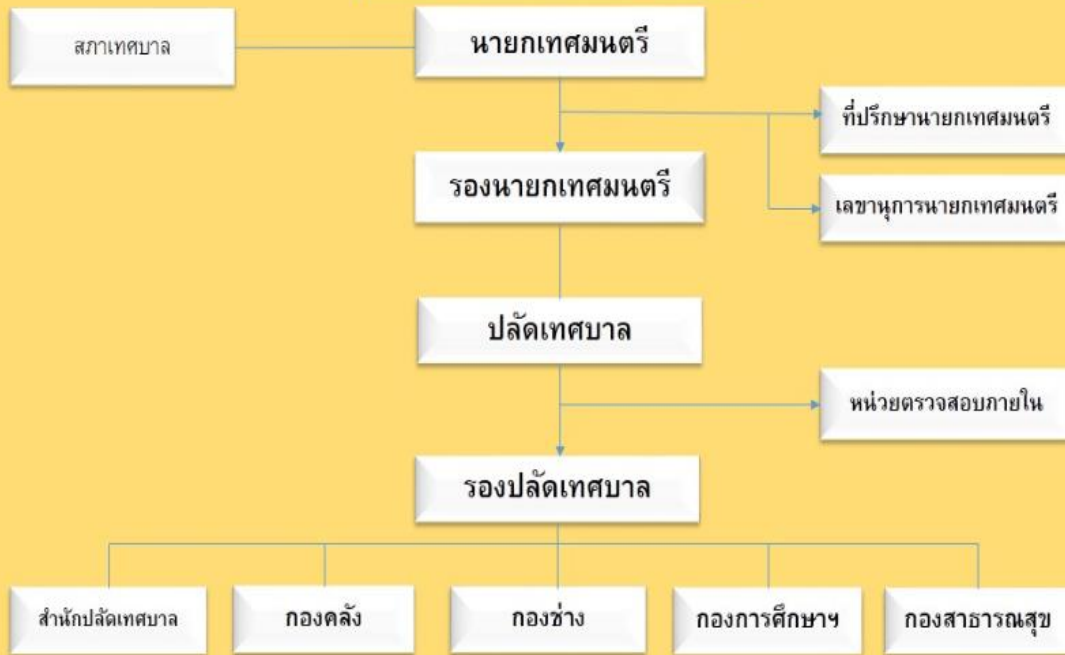 สภาเทศบาล
นายกเทศมนตรี
ที่ปรึกษานายกเทศมนตรี
รองนายกเทศมนตรี
เลขานุการนายกเทศมนตรี
ปลัดเทศบาล
หน่วยตรวจสอบภายใน
รองปลัดเทศบาล
สำนักปลัดเทศบาล
กองคลัง
กองช่าง
กองการศึกษาฯ
กองสาธารณสุข